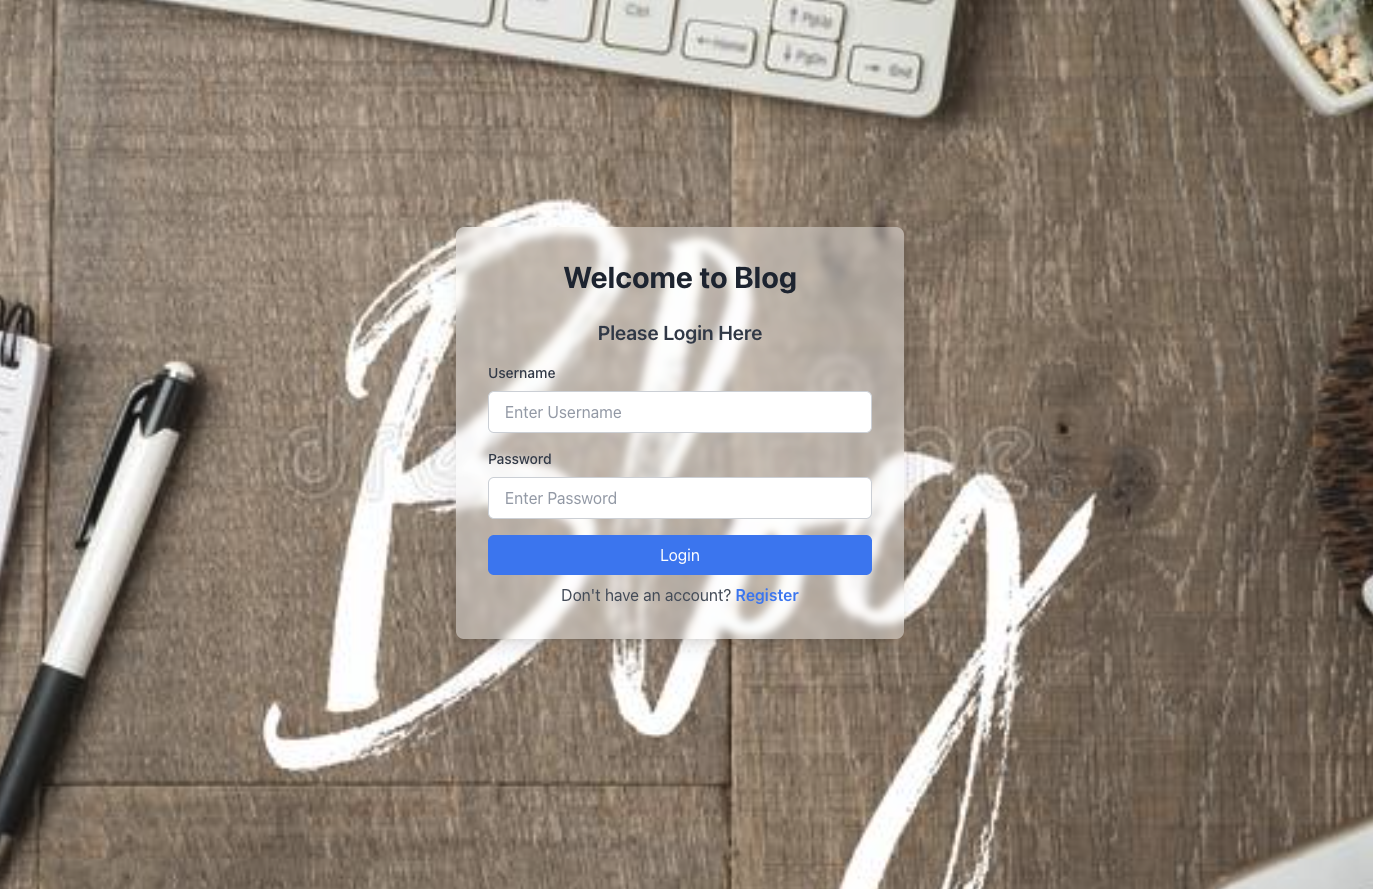 Ctrl
↑ PgUp
← Home
↓ PgDn
→ End
Blog
Welcome to Blog
Please Login Here
Username
Enter Username
Password
Enter Password
Login
Don't have an account? Register